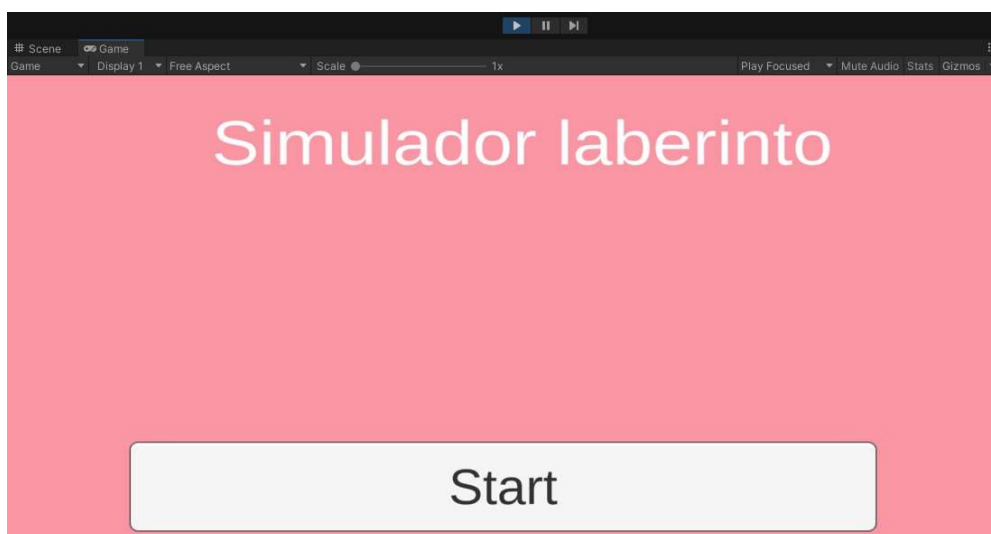 Scene Game
Game Display 1 Free Aspect Scale 1x Play Focused Mute Audio Stats Gizmos
Simulador laberinto
Start